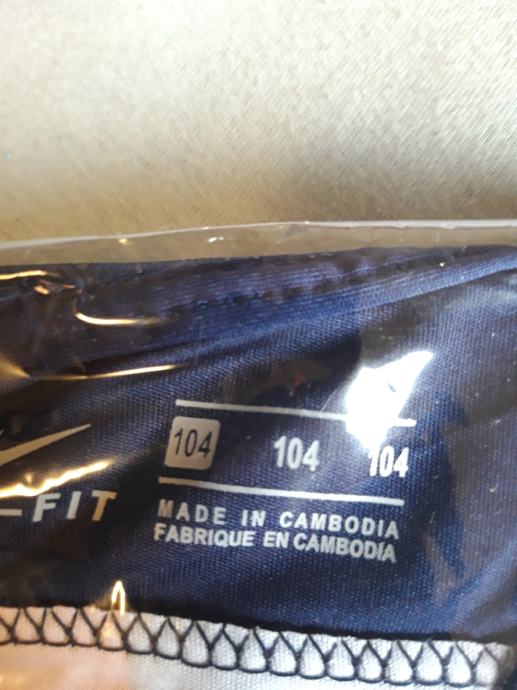 104 104 104
FIT
MADE IN CAMBODIA
FABRIQUE EN CAMBODIA